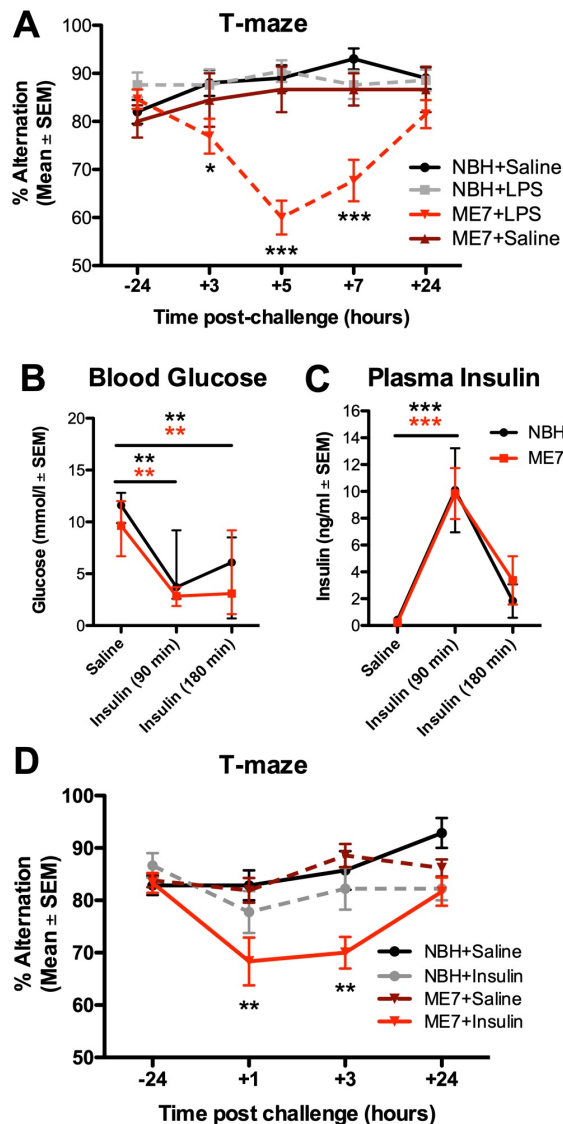 A
T-maze
% Alternation
(Mean ± SEM)
100
90
80
70
60
50
*
***
***
NBH+Saline
NBH+LPS
ME7+LPS
ME7+Saline
-24
+3
+5
+7
+24
Time post-challenge (hours)
B
Blood Glucose
Glucose (mmol/l ± SEM)
20
15
10
5
0
**
**
**
**
Saline
Insulin (90 min)
Insulin (180 min)
C
Plasma Insulin
Insulin (ng/ml ± SEM)
16
14
12
10
8
6
4
2
0
***
***
NBH
ME7
Saline
Insulin (90 min)
Insulin (180 min)
D
T-maze
% Alternation
(Mean ± SEM)
100
90
80
70
60
50
**
**
NBH+Saline
NBH+Insulin
ME7+Saline
ME7+Insulin
-24
+1
+3
+24
Time post challenge (hours)